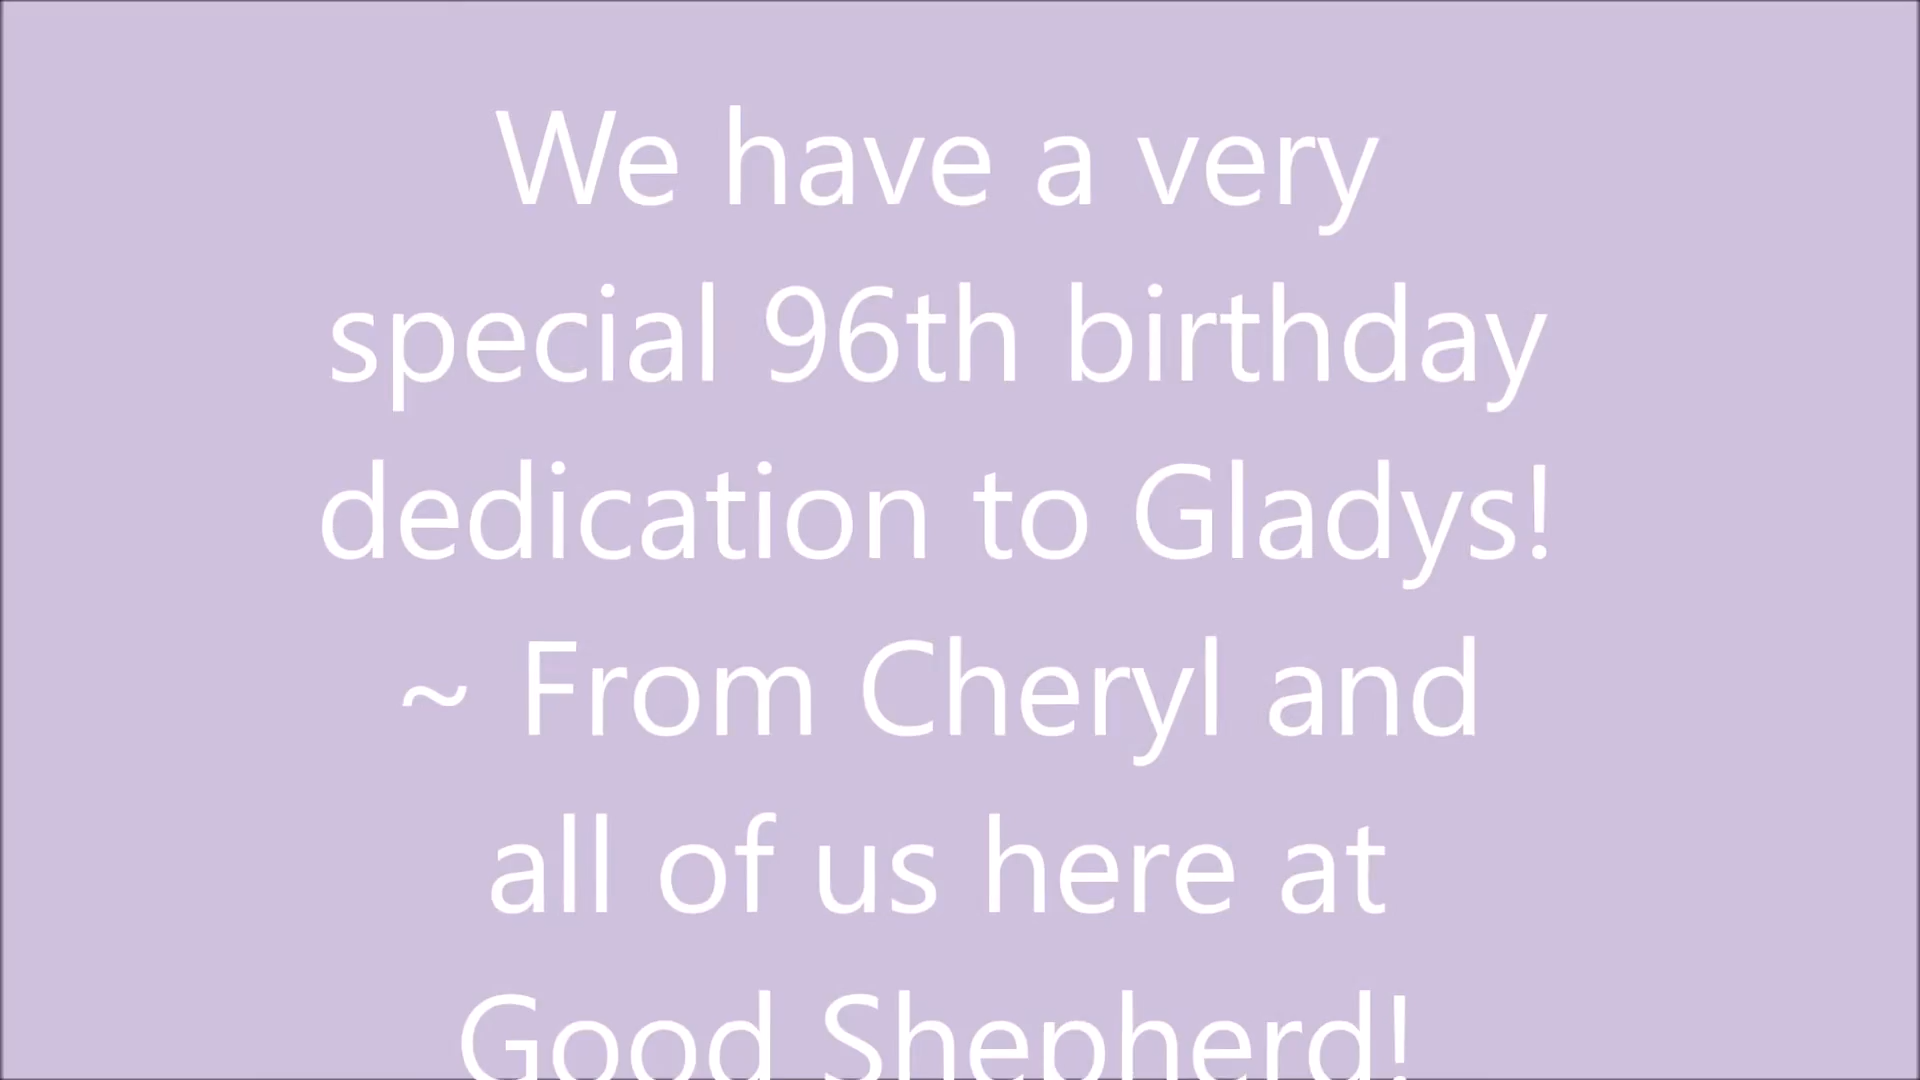 We have a very
special 96th birthday
dedication to Gladys!
~ From Cheryl and
all of us here at
Good Shepherd!